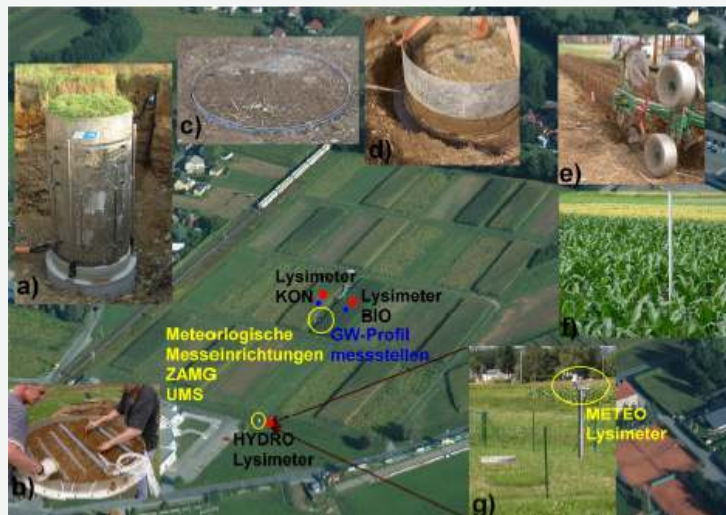 c)
d)
e)
a)
Lysimeter
KON
Lysimeter
BIO
Meteorlogische
Messeinrichtungen
ZAMG
UMS
GW-Profil
messstellen
f)
HYDRO
Lysimeter
METEO
Lysimeter
b)
g)